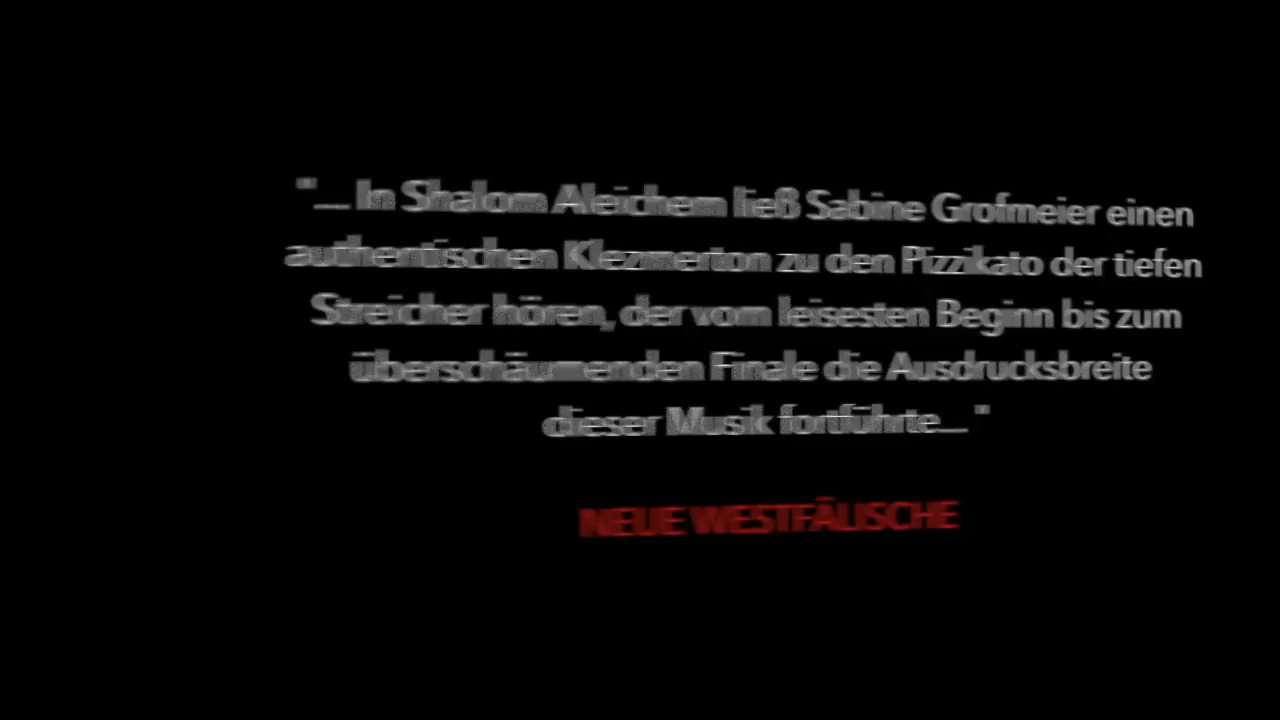 "... In Shalom Aleichem ließ Sabine Grofmeier einen
authentischen Klezmerton zu den Pizzikato der tiefen
Streicher hören, der vom leisesten Beginn bis zum
überschäumenden Finale die Ausdrucksbreite
dieser Musik fortführte... "
NEUE WESTFÄLISCHE